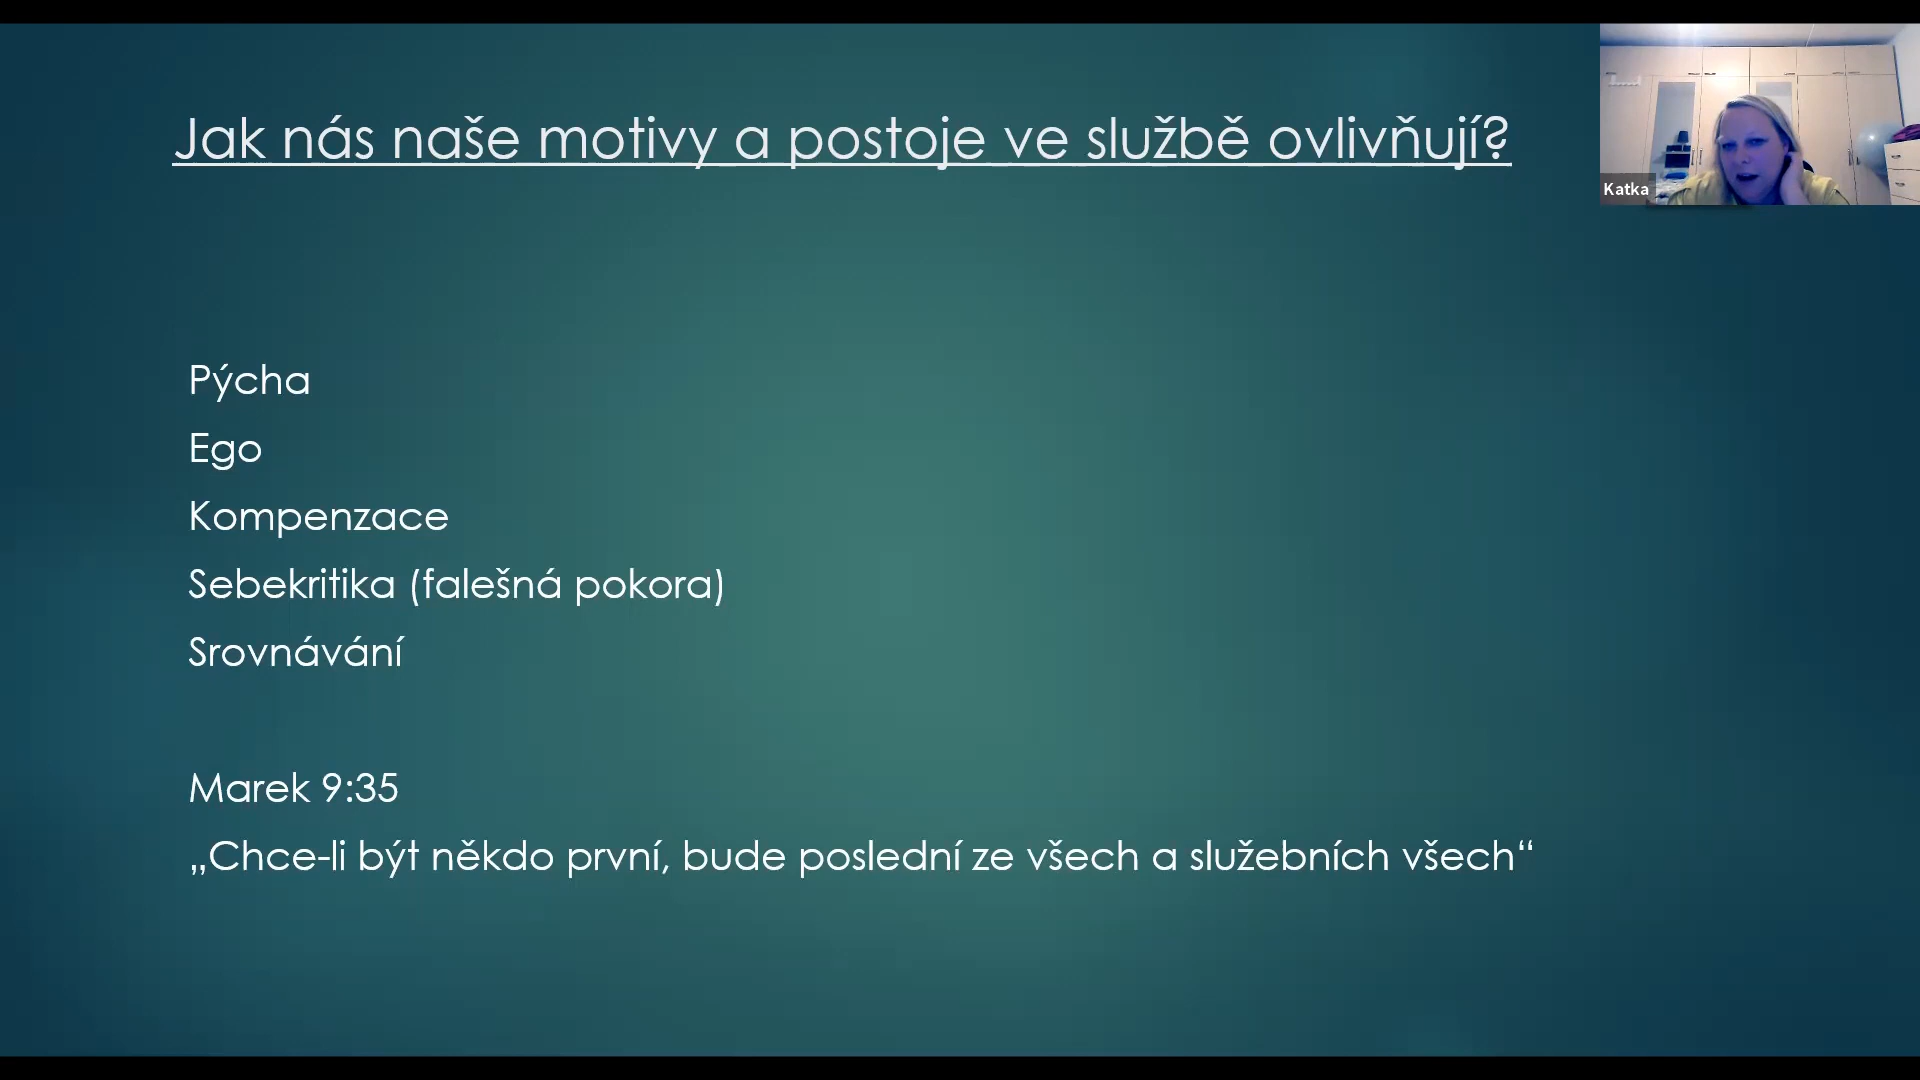 Jak nás naše motivy a postoje ve službě ovlivňují?
Katka
Pýcha
Ego
Kompenzace
Sebekritika (falešná pokora)
Srovnávání
Marek 9:35
„Chce-li být někdo první, bude poslední ze všech a služebních všech“